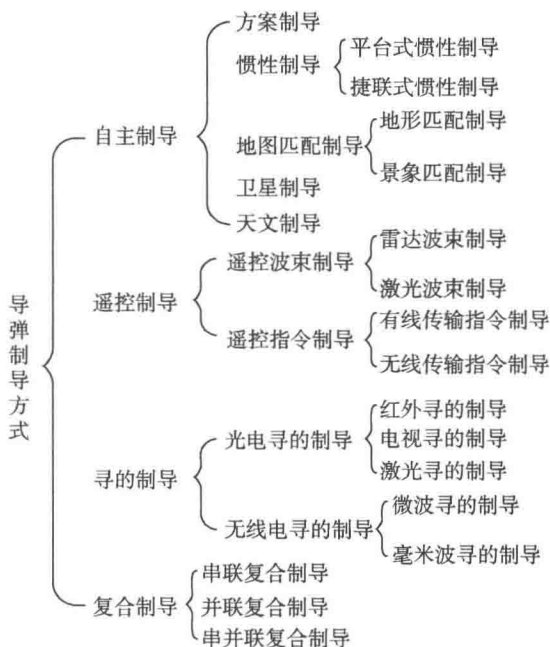 方案制导
惯性制导
平台式惯性制导
捷联式惯性制导
自主制导
地图匹配制导
地形匹配制导
景象匹配制导
卫星制导
天文制导
导弹制导方式
遥控制导
遥控波束制导
雷达波束制导
激光波束制导
遥控指令制导
有线传输指令制导
无线传输指令制导
寻的制导
光电寻的制导
红外寻的制导
电视寻的制导
激光寻的制导
无线电寻的制导
微波寻的制导
毫米波寻的制导
复合制导
串联复合制导
并联复合制导
串并联复合制导